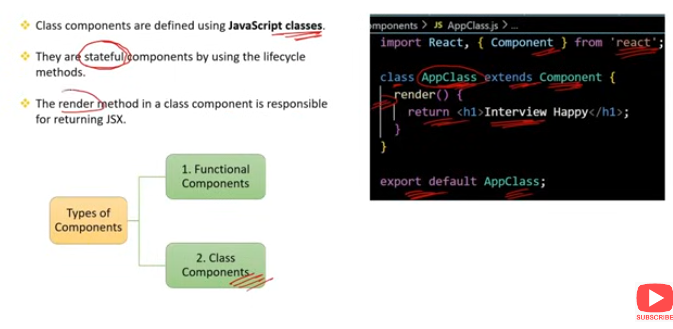 Class components are defined using JavaScript classes.
They are stateful components by using the lifecycle
methods.
The render method in a class component is responsible
for returning JSX.
1. Functional
Components
Types of
Components
2. Class
Components
mponents > JS AppClass.js > ...
import React, { Component } from 'react';
class AppClass extends Component {
render() {
return <h1>Interview Happy</h1>;
}
}
export default AppClass;
SUBSCRIBE